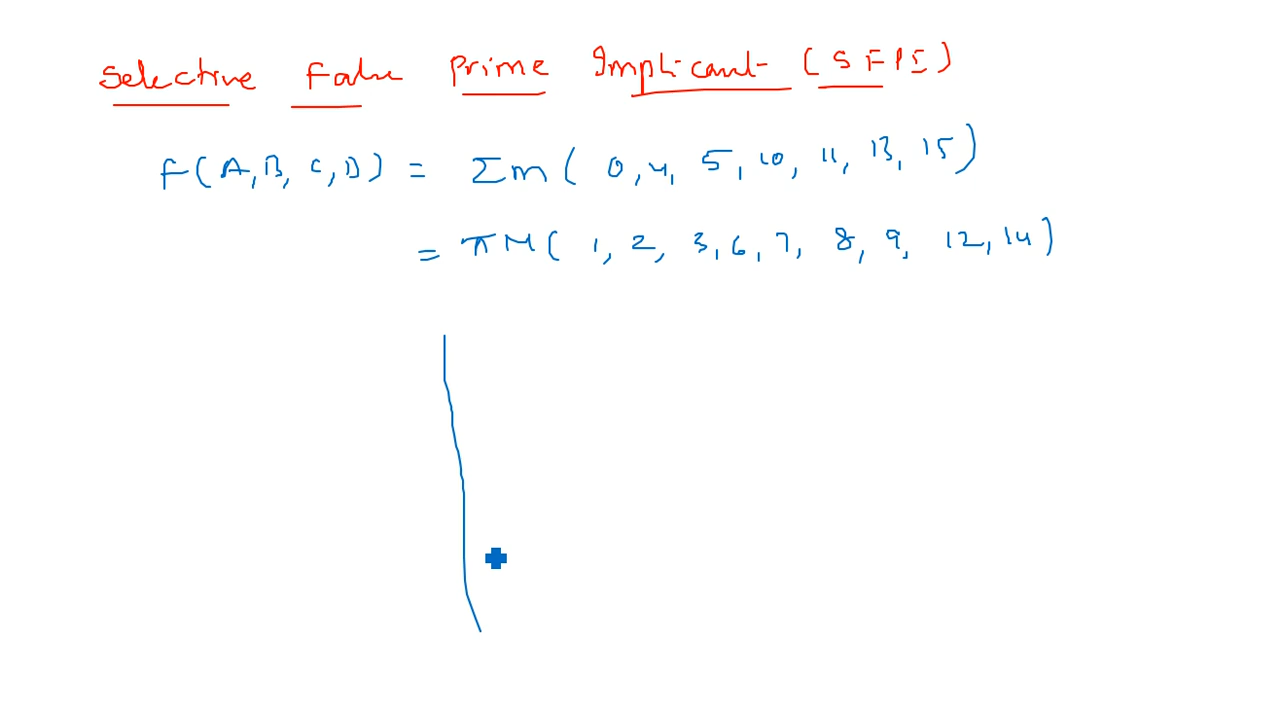 Selective False Prime Implicant (SFPI)
F(A,B,C,D) = Σm(0,4,5,10,11,13,15)
= πM(1,2,3,6,7,8,9,12,14)